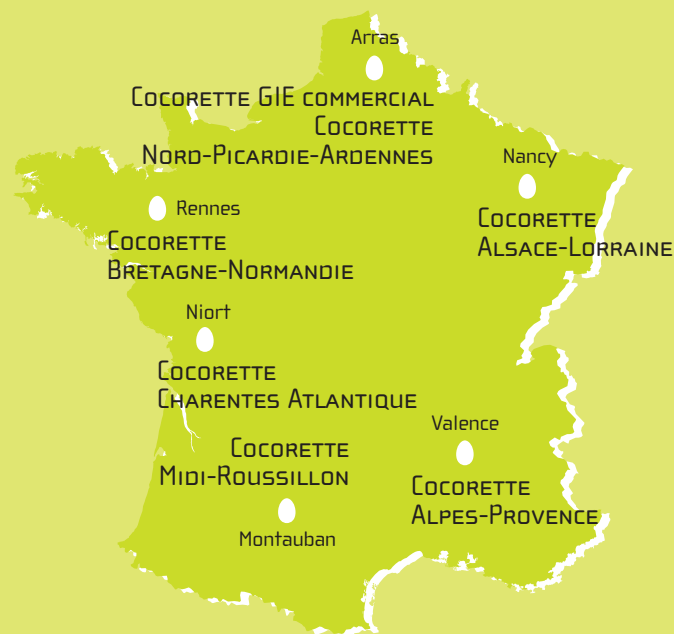 Arras
Cocorette GIE commercial
Cocorette
Nord-Picardie-Ardennes
Nancy
Cocorette
Alsace-Lorraine
Rennes
Cocorette
Bretagne-Normandie
Niort
Cocorette
Charentes Atlantique
Valence
Cocorette
Alpes-Provence
Cocorette
Midi-Roussillon
Montauban